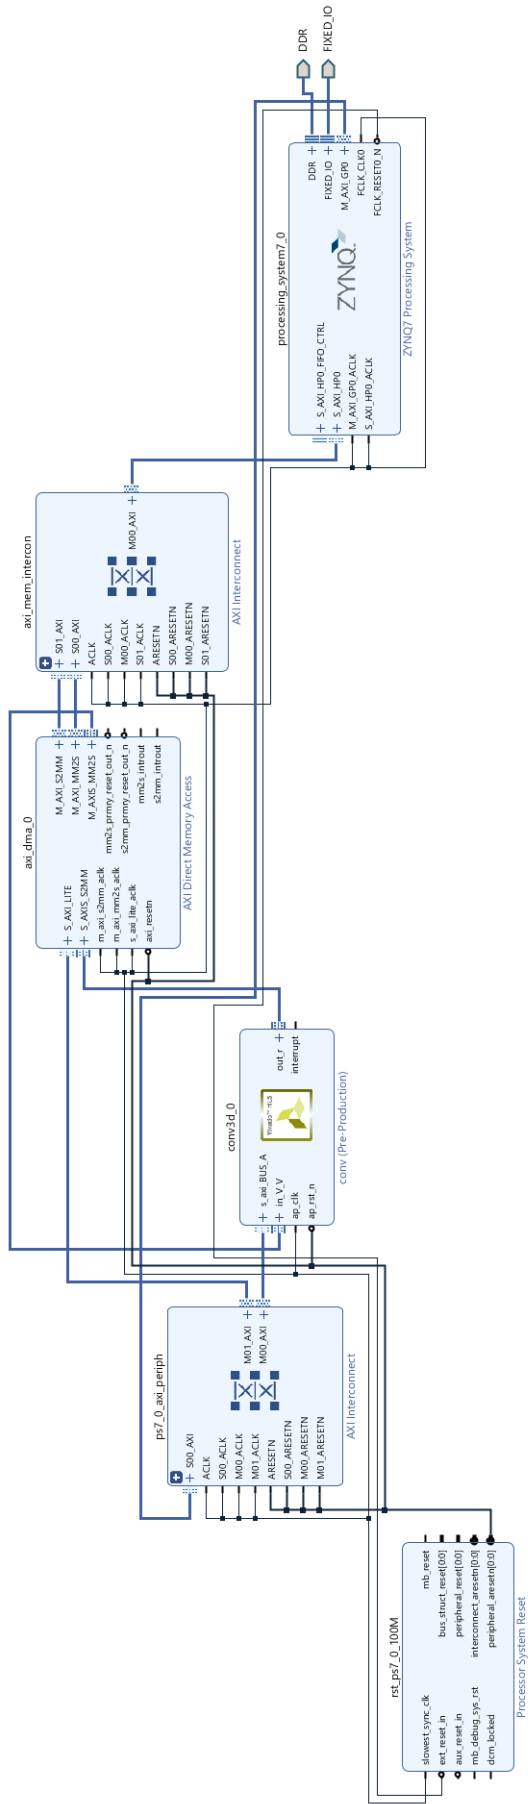 rst_ps7_0_100M
slowest_sync_clk
ext_reset_in
aux_reset_in
mb_debug_sys_rst
dcm_locked
mb_reset
bus_struct_reset[0:0]
peripheral_reset[0:0]
interconnect_aresetn[0:0]
peripheral_aresetn[0:0]
Processor System Reset
ps7_0_axi_periph
S00_AXI
ACLK
S00_ACLK
M00_ACLK
M01_ACLK
ARESETN
S00_ARESETN
M00_ARESETN
M01_ARESETN
M01_AXI
M00_AXI
AXI Interconnect
conv3d_0
s_axi_BUS_A
in_V_V
ap_clk
ap_rst_n
Vivado™ HLS
out_r
interrupt
conv (Pre-Production)
axi_dma_0
S_AXI_LITE
S_AXIS_S2MM
m_axi_s2mm_aclk
m_axi_mm2s_aclk
s_axi_lite_aclk
axi_resetn
M_AXI_S2MM
M_AXI_MM2S
M_AXIS_MM2S
mm2s_prmry_reset_out_n
s2mm_prmry_reset_out_n
mm2s_introut
s2mm_introut
AXI Direct Memory Access
axi_mem_intercon
S01_AXI
S00_AXI
ACLK
S00_ACLK
M00_ACLK
S01_ACLK
ARESETN
S00_ARESETN
M00_ARESETN
S01_ARESETN
M00_AXI
AXI Interconnect
processing_system7_0
S_AXI_HP0_FIFO_CTRL
S_AXI_HP0
M_AXI_GP0_ACLK
S_AXI_HP0_ACLK
ZYNQ
DDR
FIXED_IO
M_AXI_GP0
FCLK_CLK0
FCLK_RESET0_N
ZYNQ7 Processing System
DDR
FIXED_IO